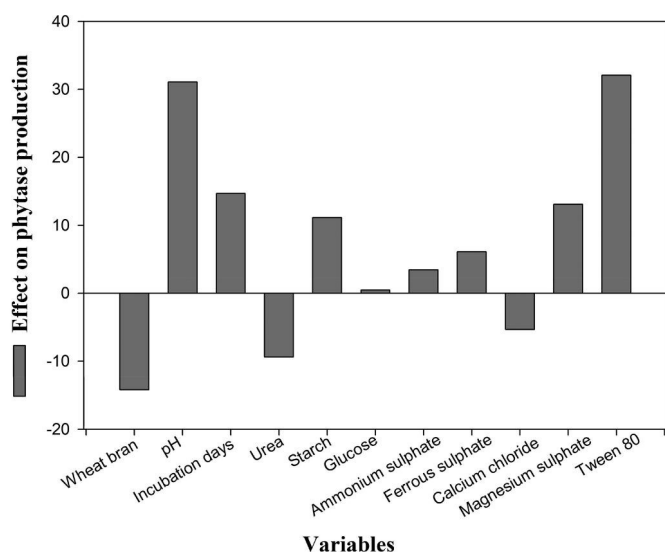 40
30
20
10
0
-10
-20
Effect on phytase production
Wheat bran
pH
Incubation days
Urea
Starch
Glucose
Ammonium sulphate
Ferrous sulphate
Calcium chloride
Magnesium sulphate
Tween 80
Variables